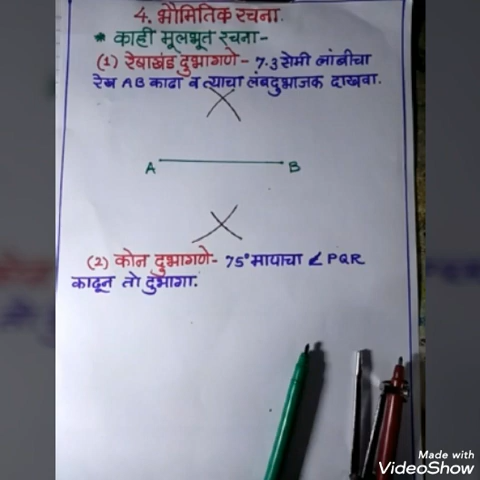 4. भौमितिक रचना.
* काही मूलभूत रचना-
(1) रेषाखंड दुभागणे - 7.3 सेमी लांबीचा
रेख AB काढा व त्याचा लंबदुभाजक दाखवा.
A B
(2) कोन दुभागणे- 75° मापाचा ∠ PQR
काढून तो दुभागा.
Made with
VideoShow